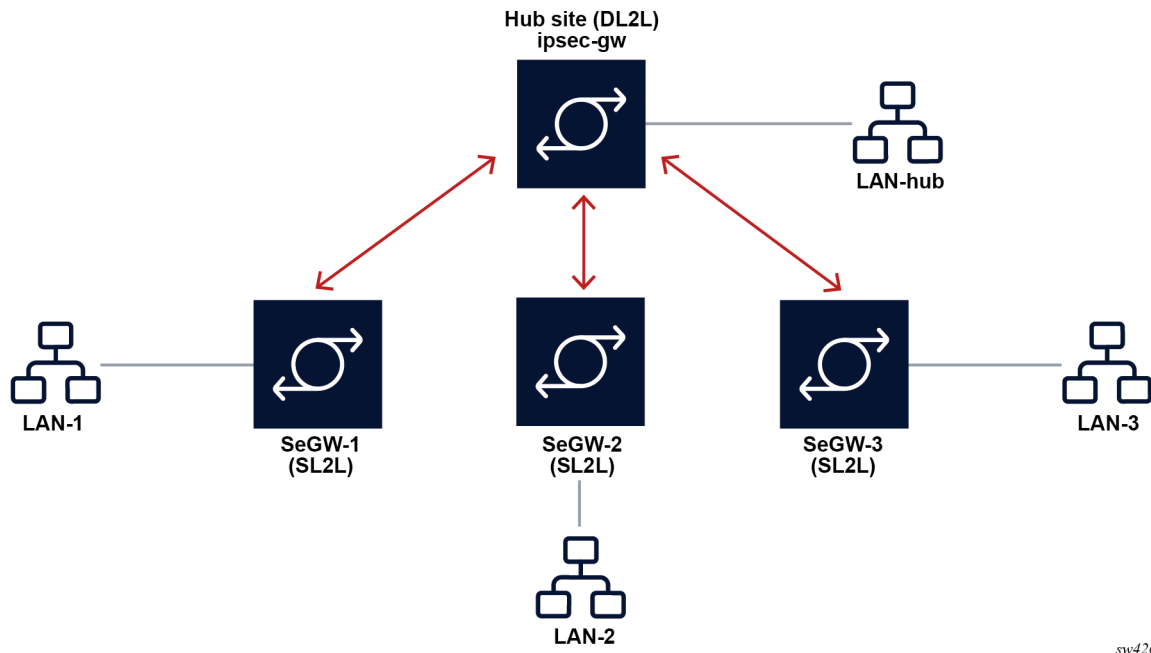 Hub site (DL2L)
ipsec-gw
LAN-hub
LAN-1
SeGW-1
(SL2L)
SeGW-2
(SL2L)
SeGW-3
(SL2L)
LAN-3
LAN-2